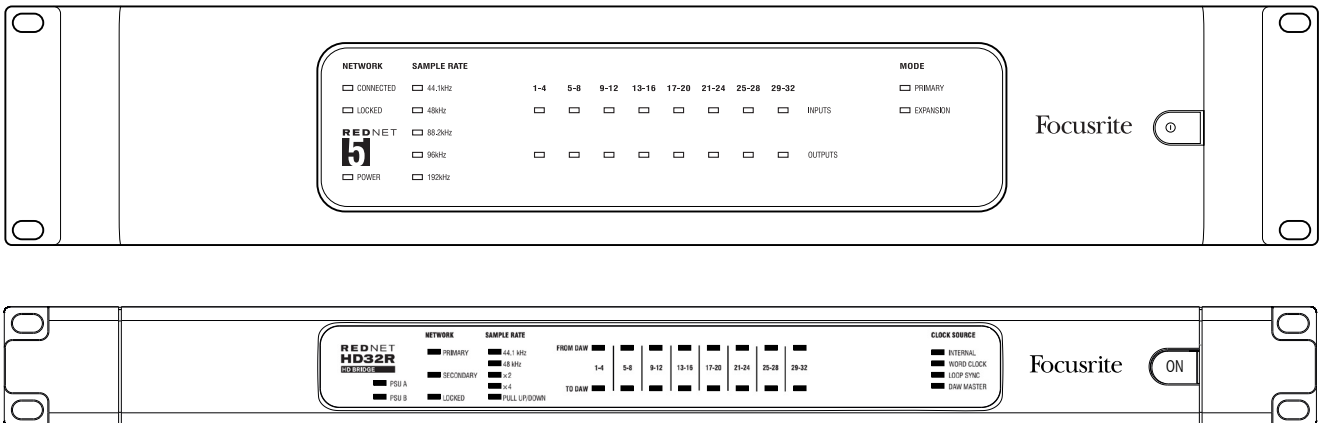 NETWORK SAMPLE RATE MODE
CONNECTED 44.1kHz 1-4 5-8 9-12 13-16 17-20 21-24 25-28 29-32 PRIMARY
LOCKED 48kHz INPUTS EXPANSION
REDNET 88.2kHz
5 96kHz OUTPUTS
POWER 192kHz
Focusrite
NETWORK SAMPLE RATE CLOCK SOURCE
REDNET
HD32R
HD BRIDGE
PSU A
PSU B
PRIMARY
SECONDARY
LOCKED
44.1 kHz
48 kHz
×2
×4
PULL UP/DOWN
FROM DAW
1-4 5-8 9-12 13-16 17-20 21-24 25-28 29-32
TO DAW
INTERNAL
WORD CLOCK
LOOP SYNC
DAW MASTER
Focusrite
ON